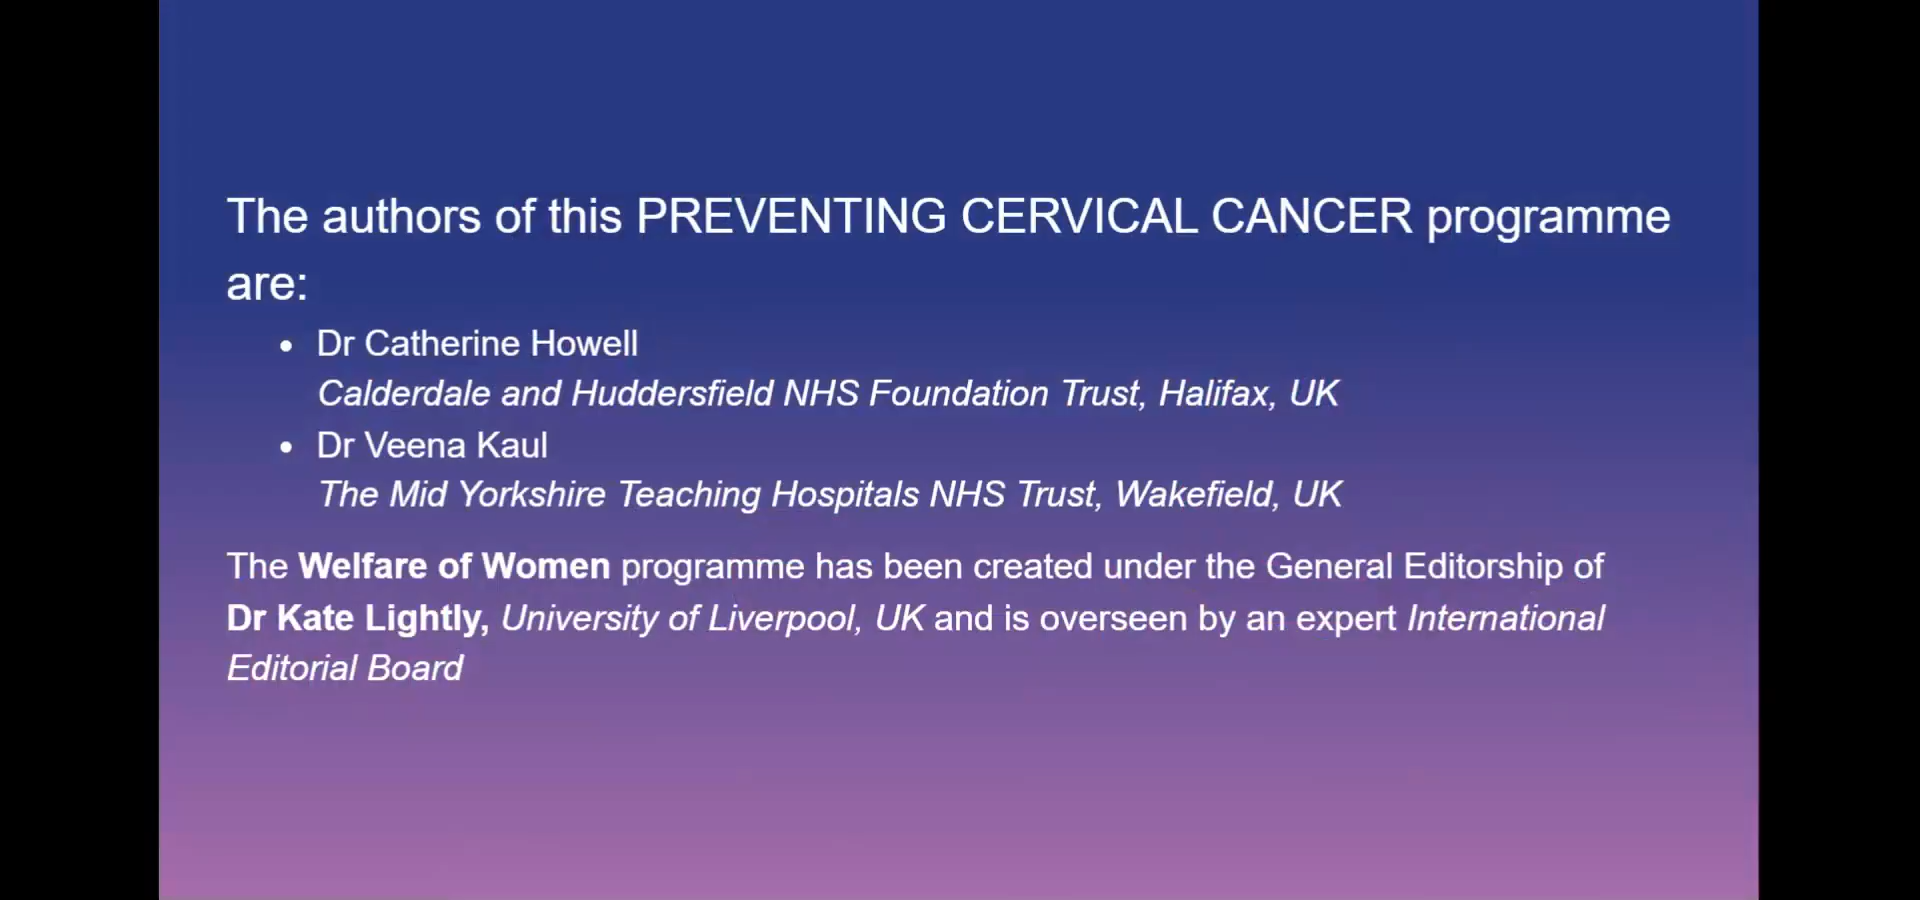 The authors of this PREVENTING CERVICAL CANCER programme
are:
• Dr Catherine Howell
Calderdale and Huddersfield NHS Foundation Trust, Halifax, UK
• Dr Veena Kaul
The Mid Yorkshire Teaching Hospitals NHS Trust, Wakefield, UK
The Welfare of Women programme has been created under the General Editorship of
Dr Kate Lightly, University of Liverpool, UK and is overseen by an expert International
Editorial Board